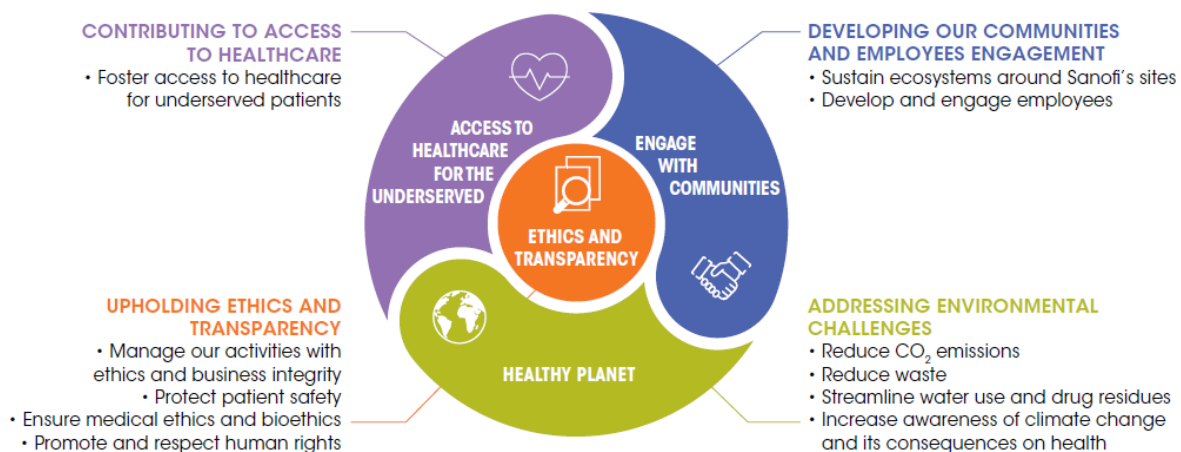 CONTRIBUTING TO ACCESS
TO HEALTHCARE
• Foster access to healthcare
for underserved patients
DEVELOPING OUR COMMUNITIES
AND EMPLOYEES ENGAGEMENT
• Sustain ecosystems around Sanofi's sites
• Develop and engage employees
ACCESS TO
HEALTHCARE
FOR THE
UNDERSERVED
ENGAGE
WITH
COMMUNITIES
ETHICS AND
TRANSPARENCY
HEALTHY PLANET
UPHOLDING ETHICS AND
TRANSPARENCY
• Manage our activities with
ethics and business integrity
• Protect patient safety
• Ensure medical ethics and bioethics
• Promote and respect human rights
ADDRESSING ENVIRONMENTAL
CHALLENGES
• Reduce CO₂ emissions
• Reduce waste
• Streamline water use and drug residues
• Increase awareness of climate change
and its consequences on health